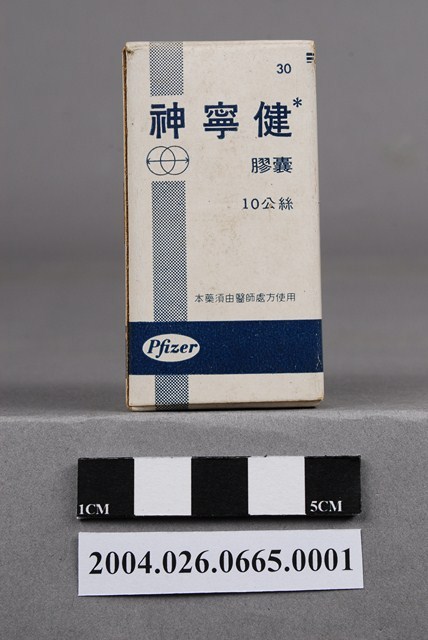 30
神寧健*
膠囊
10公絲
本藥須由醫師處方使用
Pfizer
1CM 5CM
2004.026.0665.0001